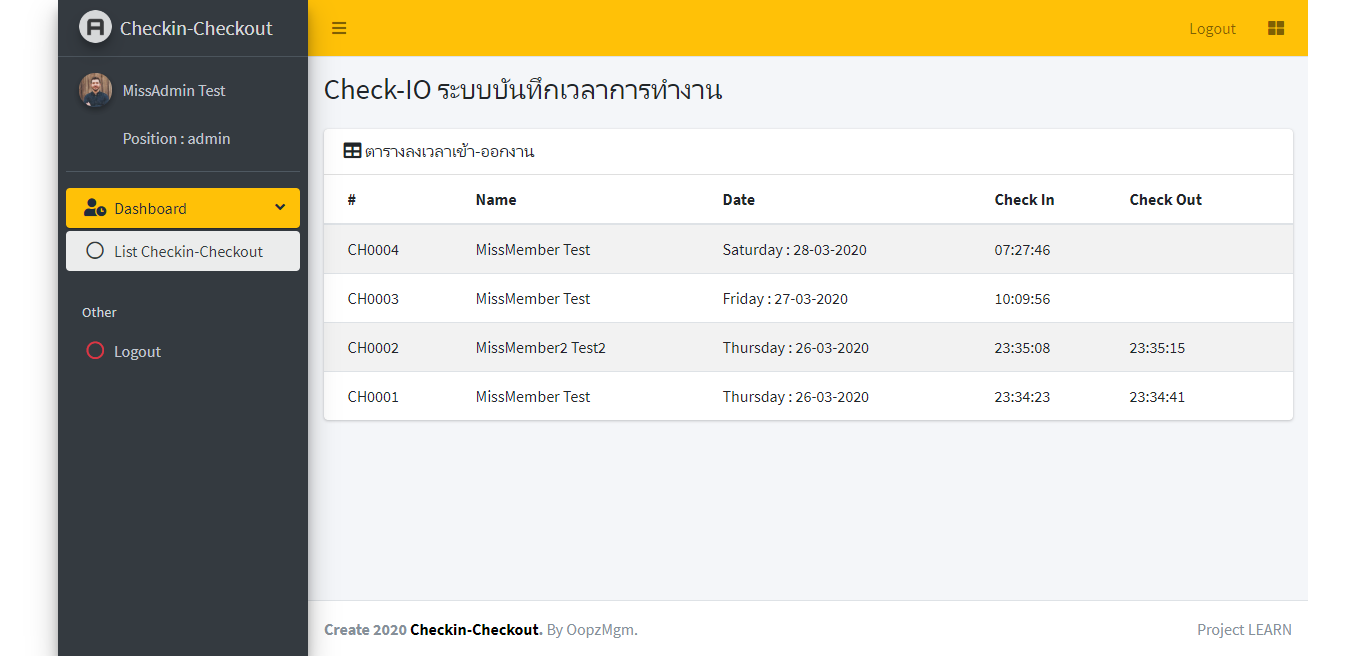 Checkin-Checkout
Logout
MissAdmin Test
Position : admin
Dashboard
List Checkin-Checkout
Other
Logout
Check-IO ระบบบันทึกเวลาการทำงาน
ตารางลงเวลาเข้า-ออกงาน
# Name Date Check In Check Out
CH0004 MissMember Test Saturday : 28-03-2020 07:27:46
CH0003 MissMember Test Friday : 27-03-2020 10:09:56
CH0002 MissMember2 Test2 Thursday : 26-03-2020 23:35:08 23:35:15
CH0001 MissMember Test Thursday : 26-03-2020 23:34:23 23:34:41
Create 2020 Checkin-Checkout. By OopzMgm. Project LEARN